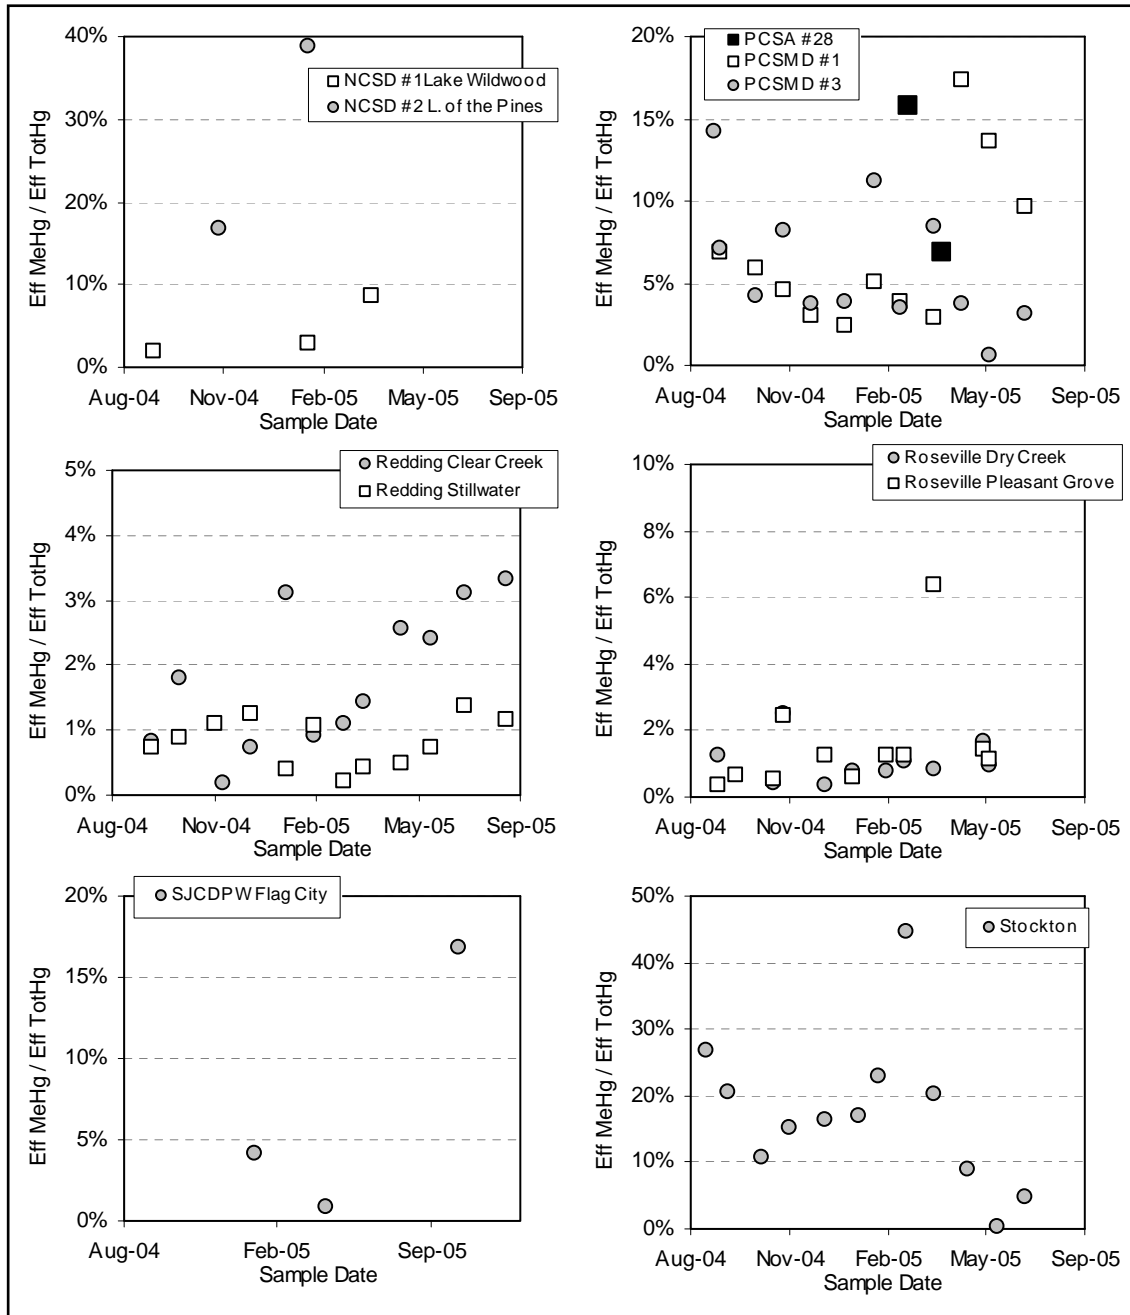 40%
30%
20%
10%
0%
Eff MeHg / Eff TotHg
NCSD #1Lake Wildwood
NCSD #2 L. of the Pines
Aug-04 Nov-04 Feb-05 May-05 Sep-05
Sample Date
20%
15%
10%
5%
0%
Eff MeHg / Eff TotHg
PCSA #28
PCSMD #1
PCSMD #3
Aug-04 Nov-04 Feb-05 May-05 Sep-05
Sample Date
5%
4%
3%
2%
1%
0%
Eff MeHg / Eff TotHg
Redding Clear Creek
Redding Stillwater
Aug-04 Nov-04 Feb-05 May-05 Sep-05
Sample Date
10%
8%
6%
4%
2%
0%
Eff MeHg / Eff TotHg
Roseville Dry Creek
Roseville Pleasant Grove
Aug-04 Nov-04 Feb-05 May-05 Sep-05
Sample Date
20%
15%
10%
5%
0%
Eff MeHg / Eff TotHg
SJCDPW Flag City
Aug-04 Feb-05 Sep-05
Sample Date
50%
40%
30%
20%
10%
0%
Eff MeHg / Eff TotHg
Stockton
Aug-04 Nov-04 Feb-05 May-05 Sep-05
Sample Date